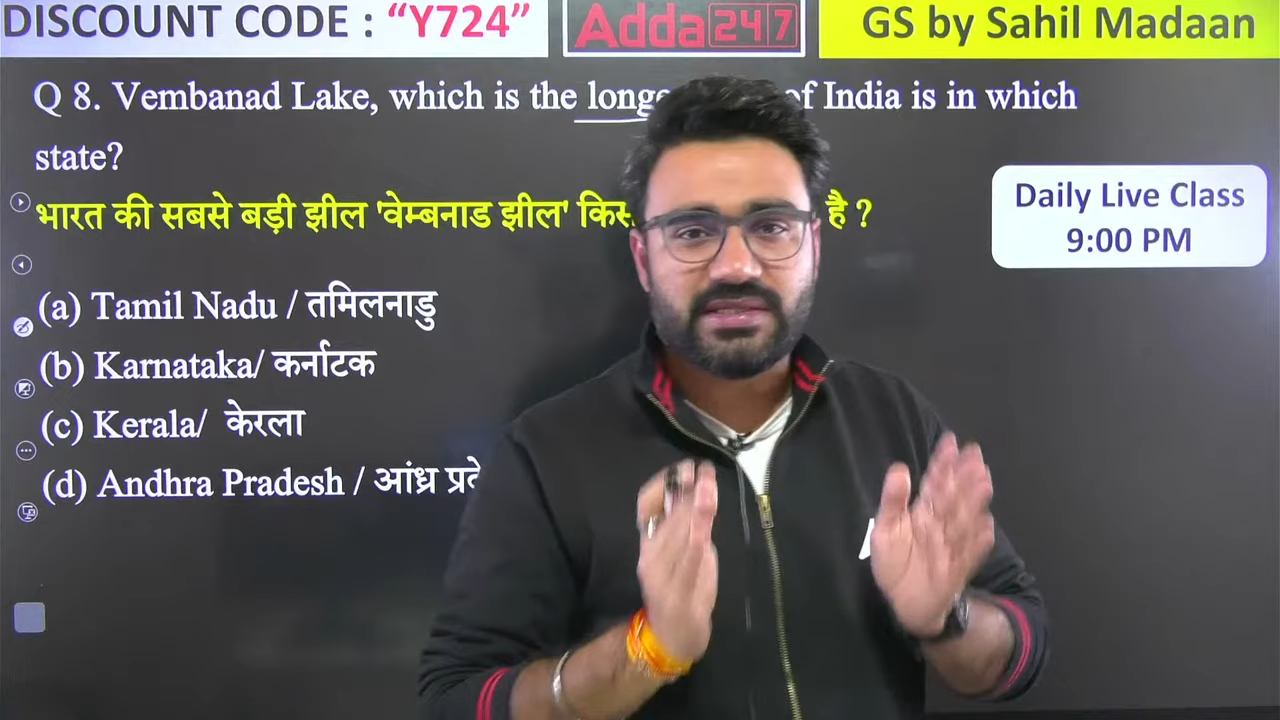 DISCOUNT CODE : “Y724”
Adda247
GS by Sahil Madaan
Q 8. Vembanad Lake, which is the of India is in which
state?
भारत की सबसे बड़ी झील 'वेम्बनाड झील' है ?
Daily Live Class
9:00 PM
(a) Tamil Nadu / तमिलनाडु
(b) Karnataka/ कर्नाटक
(c) Kerala/ केरला
(d) Andhra Pradesh / आंध्र